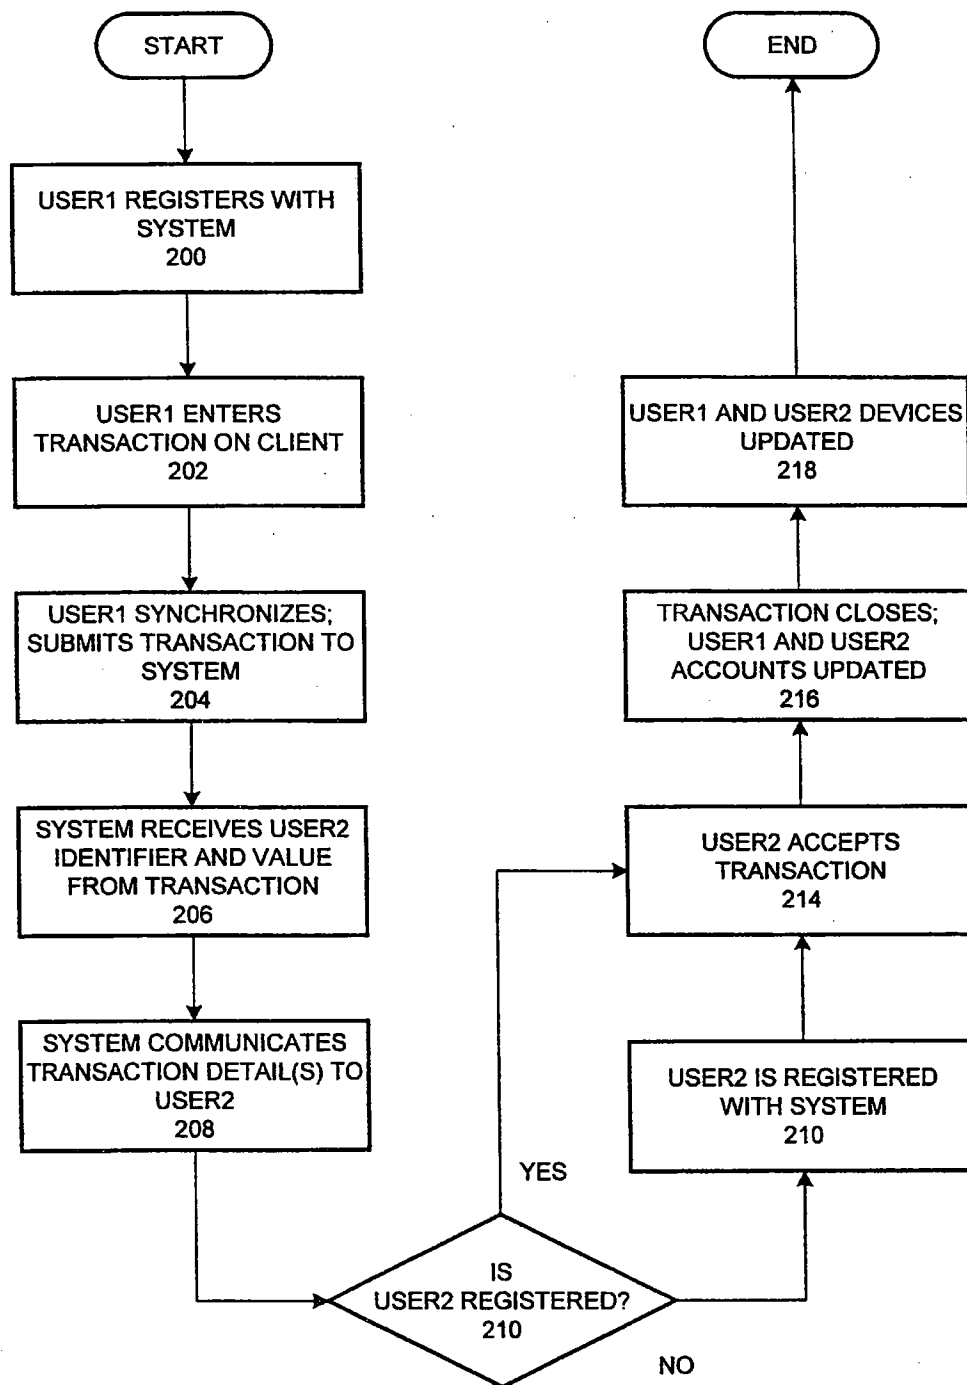 START
USER1 REGISTERS WITH
SYSTEM
200
USER1 ENTERS
TRANSACTION ON CLIENT
202
USER1 SYNCHRONIZES;
SUBMITS TRANSACTION TO
SYSTEM
204
SYSTEM RECEIVES USER2
IDENTIFIER AND VALUE
FROM TRANSACTION
206
SYSTEM COMMUNICATES
TRANSACTION DETAIL(S) TO
USER2
208
IS
USER2 REGISTERED?
210
YES
NO
USER2 IS REGISTERED
WITH SYSTEM
210
USER2 ACCEPTS
TRANSACTION
214
TRANSACTION CLOSES;
USER1 AND USER2
ACCOUNTS UPDATED
216
USER1 AND USER2 DEVICES
UPDATED
218
END